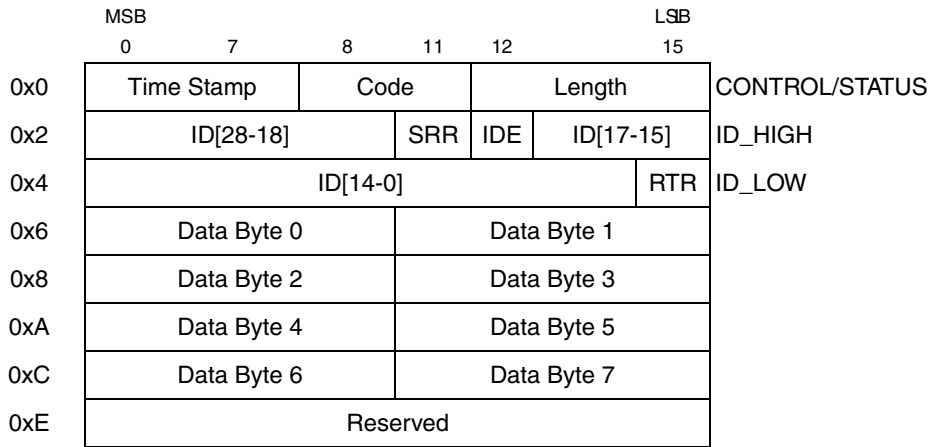 MSB LSB
0 7 8 11 12 15
0x0 Time Stamp Code Length CONTROL/STATUS
0x2 ID[28-18] SRR IDE ID[17-15] ID_HIGH
0x4 ID[14-0] RTR ID_LOW
0x6 Data Byte 0 Data Byte 1
0x8 Data Byte 2 Data Byte 3
0xA Data Byte 4 Data Byte 5
0xC Data Byte 6 Data Byte 7
0xE Reserved